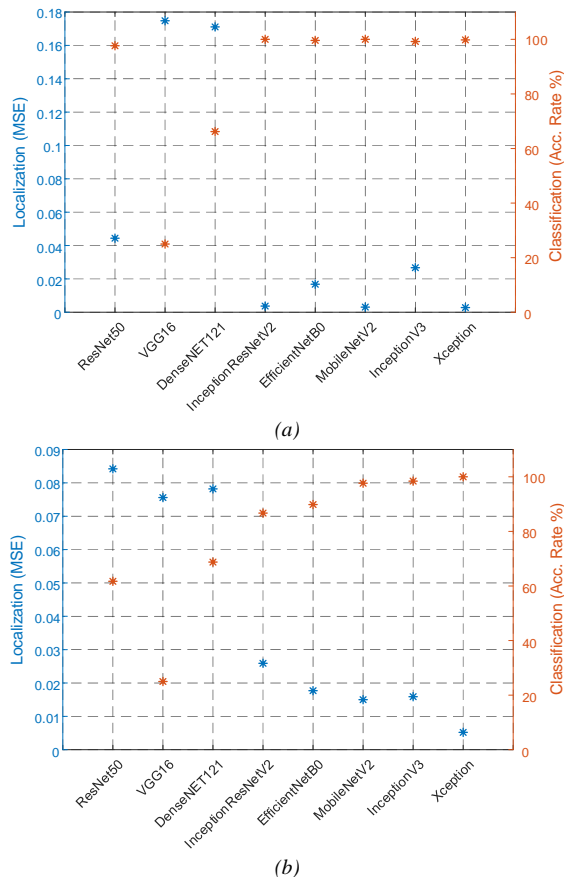 0.18
0.16
0.14
0.12
0.1
0.08
0.06
0.04
0.02
0
Localization (MSE)
100
80
60
40
20
0
Classification (Acc. Rate %)
ResNet50
VGG16
DenseNET121
InceptionResNetV2
EfficientNetB0
MobileNetV2
InceptionV3
Xception
(a)
0.09
0.08
0.07
0.06
0.05
0.04
0.03
0.02
0.01
0
Localization (MSE)
100
80
60
40
20
0
Classification (Acc. Rate %)
ResNet50
VGG16
DenseNET121
InceptionResNetV2
EfficientNetB0
MobileNetV2
InceptionV3
Xception
(b)